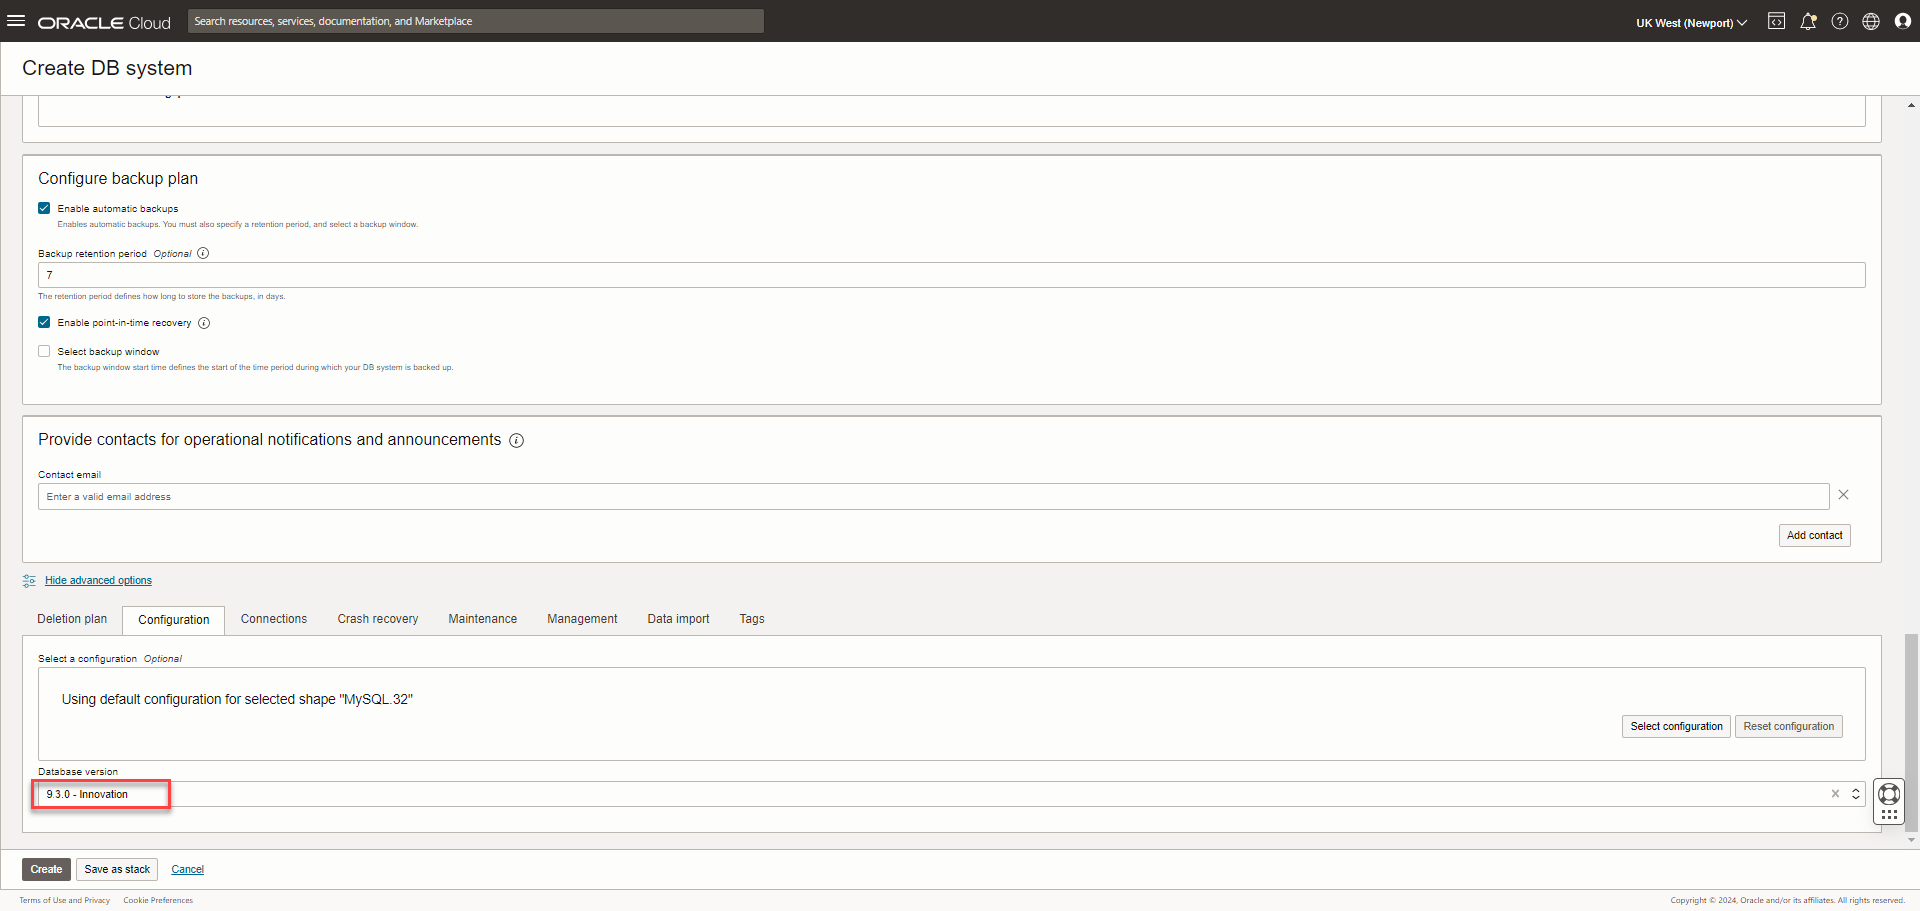 ORACLE Cloud
Search resources, services, documentation, and Marketplace
UK West (Newport)
Create DB system
Configure backup plan
Enable automatic backups
Enables automatic backups. You must also specify a retention period, and select a backup window.
Backup retention period Optional
7
The retention period defines how long to store the backups, in days.
Enable point-in-time recovery
Select backup window
The backup window start time defines the start of the time period during which your DB system is backed up.
Provide contacts for operational notifications and announcements
Contact email
Enter a valid email address
Add contact
Hide advanced options
Deletion plan Configuration Connections Crash recovery Maintenance Management Data import Tags
Select a configuration Optional
Using default configuration for selected shape "MySQL.32"
Select configuration Reset configuration
Database version
9.3.0 - Innovation
Create Save as stack Cancel
Terms of Use and Privacy Cookie Preferences
Copyright © 2024, Oracle and/or its affiliates. All rights reserved.